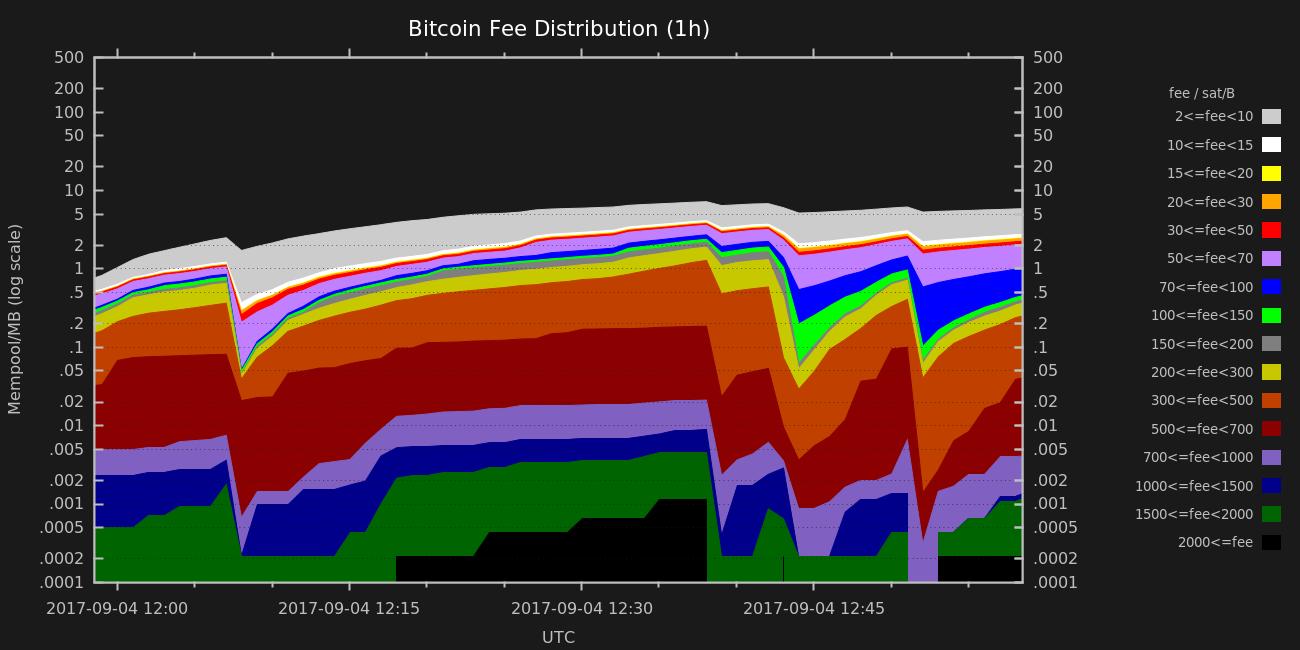 Bitcoin Fee Distribution (1h)
Mempool/MB (log scale)
500
200
100
50
20
10
5
2
1
.5
.2
.1
.05
.02
.01
.005
.002
.001
.0005
.0002
.0001
500
200
100
50
20
10
5
2
1
.5
.2
.1
.05
.02
.01
.005
.002
.001
.0005
.0002
.0001
2017-09-04 12:00
2017-09-04 12:15
2017-09-04 12:30
2017-09-04 12:45
UTC
fee / sat/B
2<=fee<10
10<=fee<15
15<=fee<20
20<=fee<30
30<=fee<50
50<=fee<70
70<=fee<100
100<=fee<150
150<=fee<200
200<=fee<300
300<=fee<500
500<=fee<700
700<=fee<1000
1000<=fee<1500
1500<=fee<2000
2000<=fee